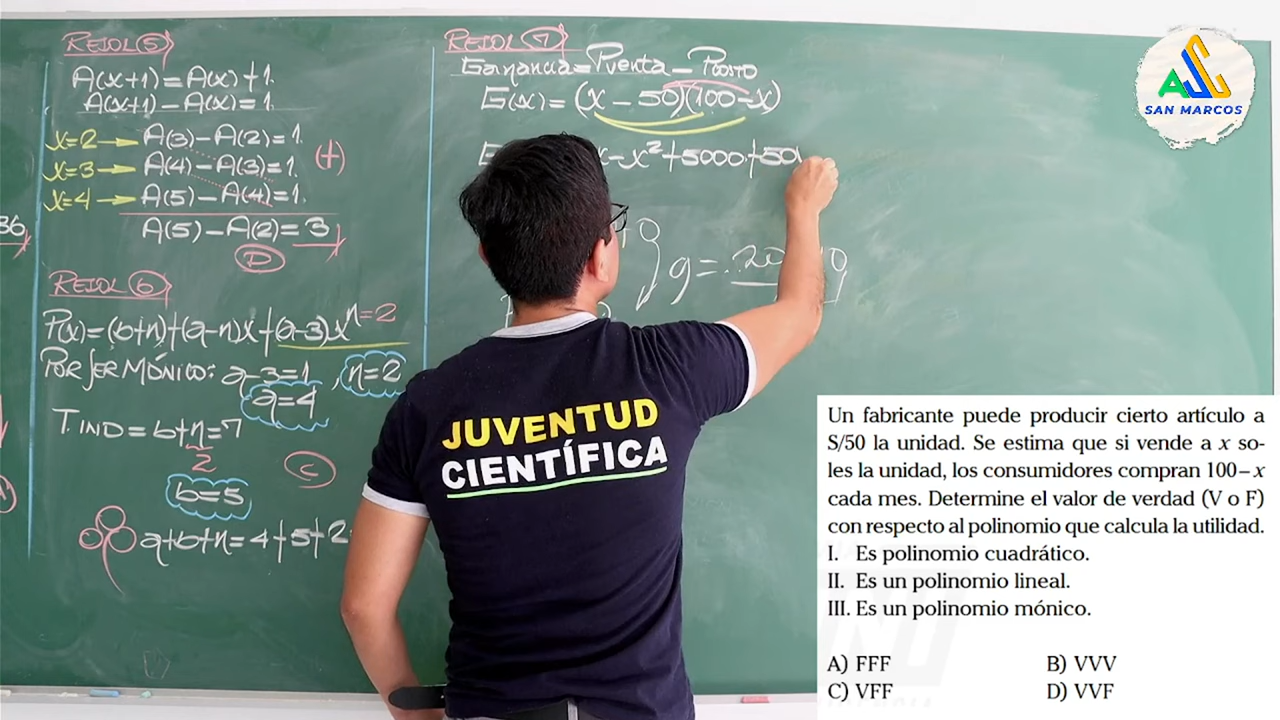 RESOL 5
A(x+1)=A(x)+1.
A(x+1)-A(x)=1.
x=2→ A(3)-A(2)=1.
x=3→ A(4)-A(3)=1. (+)
x=4→ A(5)-A(4)=1.
A(5)-A(2)=3
D
36
RESOL 6
P(x)=(b+n)+(a-n)x+(a-3)x^n=2
POR SER MÓNICO: a-3=1, n=2
a=4
T. IND=b+n=7
2
b=5
C
a+b+n=4+5+2
RESOL 7
Ganancia=Pventa-Pcosto
G(x)=(x-50)(100-x)
x-x²+5000+50
g=
JUVENTUD
CIENTÍFICA
ASC
SAN MARCOS
Un fabricante puede producir cierto artículo a
S/50 la unidad. Se estima que si vende a x so-
les la unidad, los consumidores compran 100–x
cada mes. Determine el valor de verdad (V o F)
con respecto al polinomio que calcula la utilidad.
I. Es polinomio cuadrático.
II. Es un polinomio lineal.
III. Es un polinomio mónico.
A) FFF B) VVV
C) VFF D) VVF